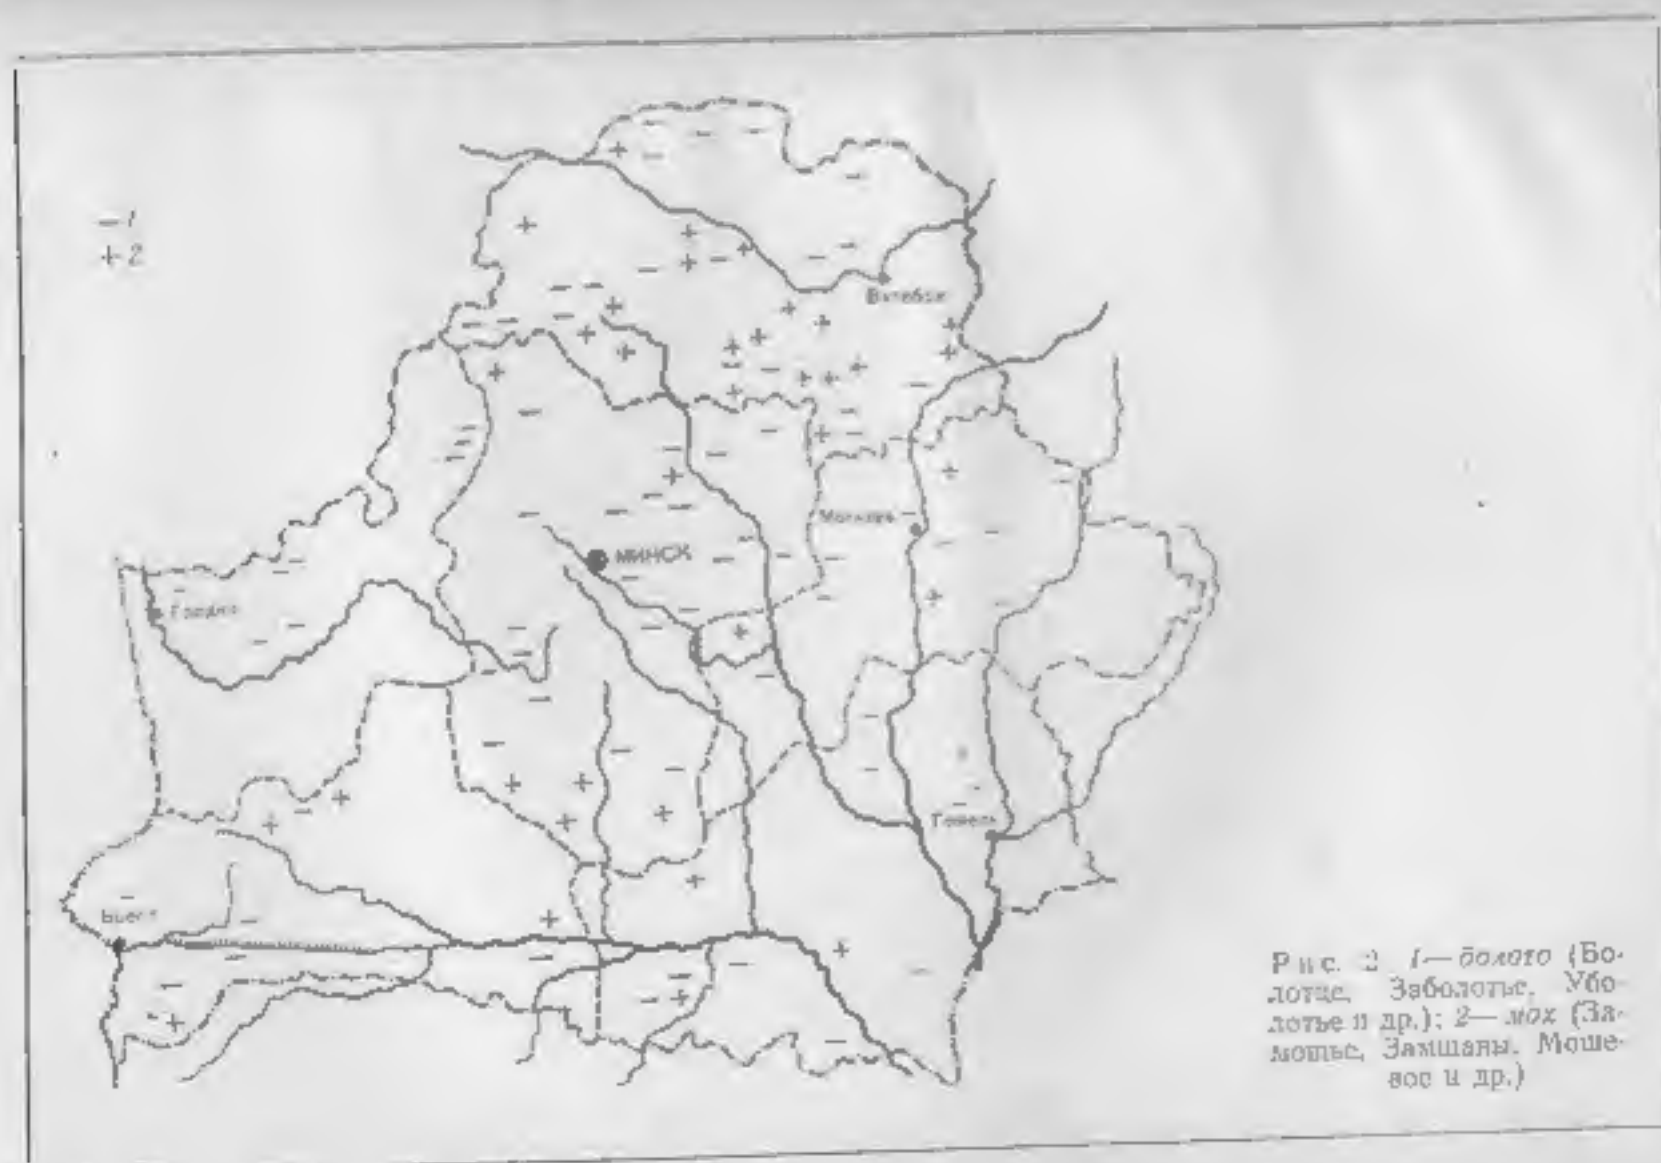 — 1
+ 2
Витебск
Могилев
МИНСК
Гродно
Гомель
Брест
Рис. 2 1— болото (Бо-
лотце, Заболотье, Убо-
лотье и др.); 2— мох (За-
мошье, Замшаны, Моше-
вое и др.)